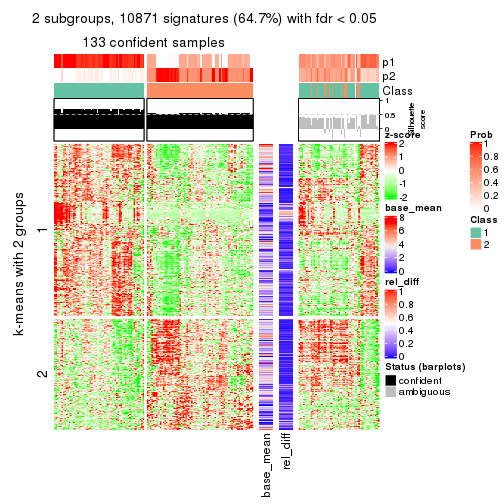 2 subgroups, 10871 signatures (64.7%) with fdr < 0.05
133 confident samples
p1
p2
Class
1
0.5
0
Silhouette
score
k-means with 2 groups
1
2
base_mean
rel_diff
z-score
2
1
0
-1
-2
base_mean
8
6
4
2
0
rel_diff
1
0.8
0.6
0.4
0.2
0
Status (barplots)
confident
ambiguous
Prob
1
0.8
0.6
0.4
0.2
0
Class
1
2